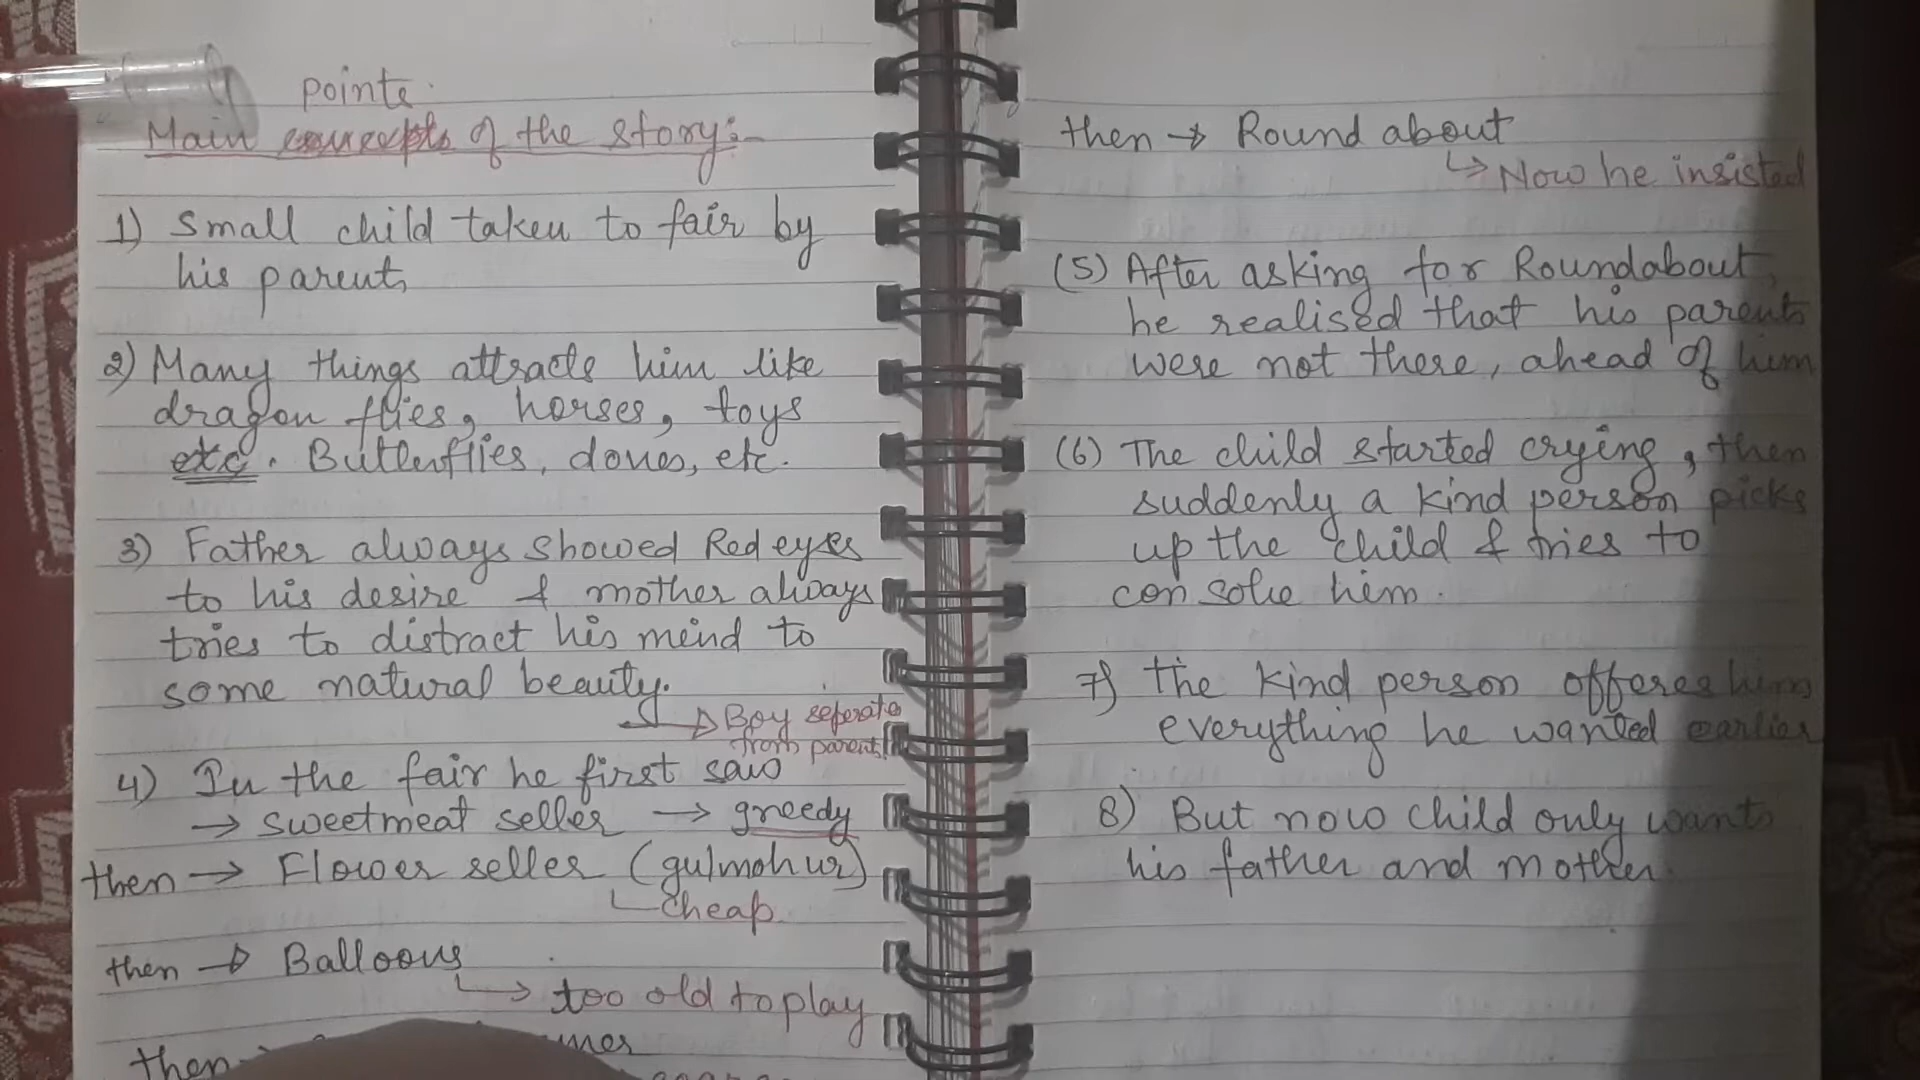 points
Main concepts of the story:-
1) Small child taken to fair by
his parents
2) Many things attracts him like
dragon flies, horses, toys
etc. Butterflies, doves, etc.
3) Father always showed Red eyes
to his desire & mother always
tries to distract his mind to
some natural beauty.
→ Boy seperate
from parents
4) In the fair he first saw
→ sweetmeat seller → greedy
then → Flower seller (gulmohur)
cheap
then → Balloons
→ too old to play
then
then → Round about
→ Now he insisted
(5) After asking for Roundabout,
he realised that his parents
were not there, ahead of him
(6) The child started crying, then
suddenly a kind person picks
up the child & tries to
consolve him.
7) the kind person offeres him
everything he wanted earlier
8) But now child only wants
his father and mother.